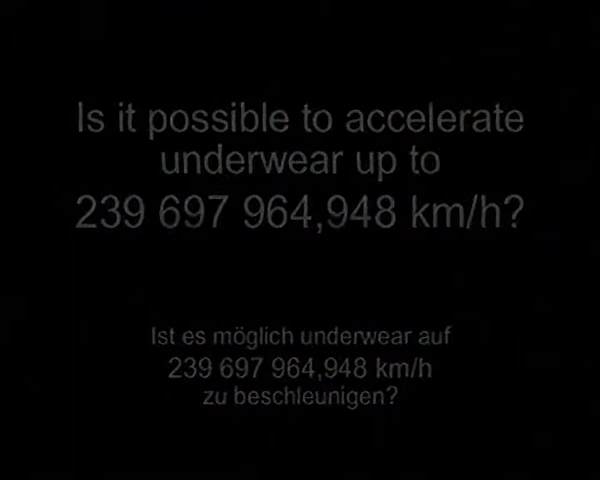 Is it possible to accelerate
underwear up to
239 697 964,948 km/h?
Ist es möglich underwear auf
239 697 964,948 km/h
zu beschleunigen?